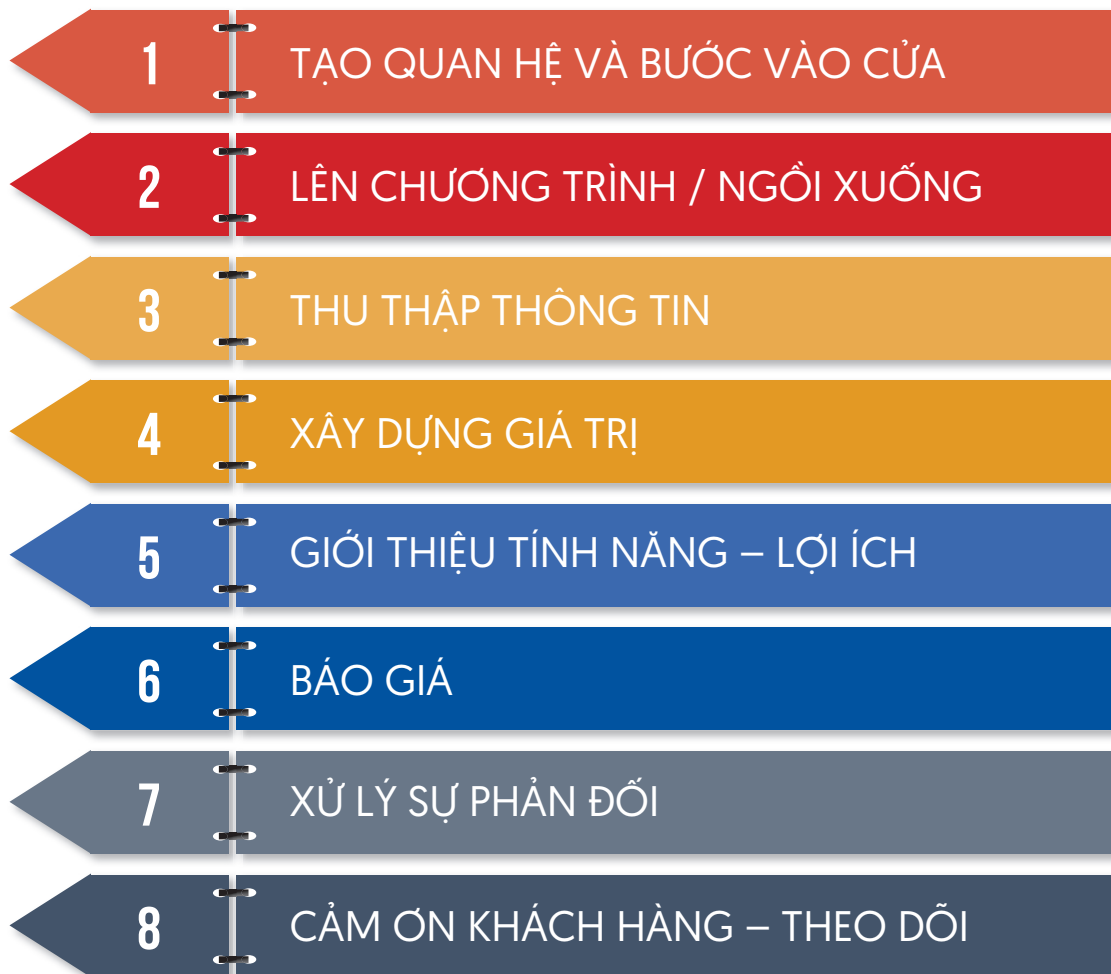 1 TẠO QUAN HỆ VÀ BƯỚC VÀO CỬA
2 LÊN CHƯƠNG TRÌNH / NGỒI XUỐNG
3 THU THẬP THÔNG TIN
4 XÂY DỰNG GIÁ TRỊ
5 GIỚI THIỆU TÍNH NĂNG – LỢI ÍCH
6 BÁO GIÁ
7 XỬ LÝ SỰ PHẢN ĐỐI
8 CẢM ƠN KHÁCH HÀNG – THEO DÕI